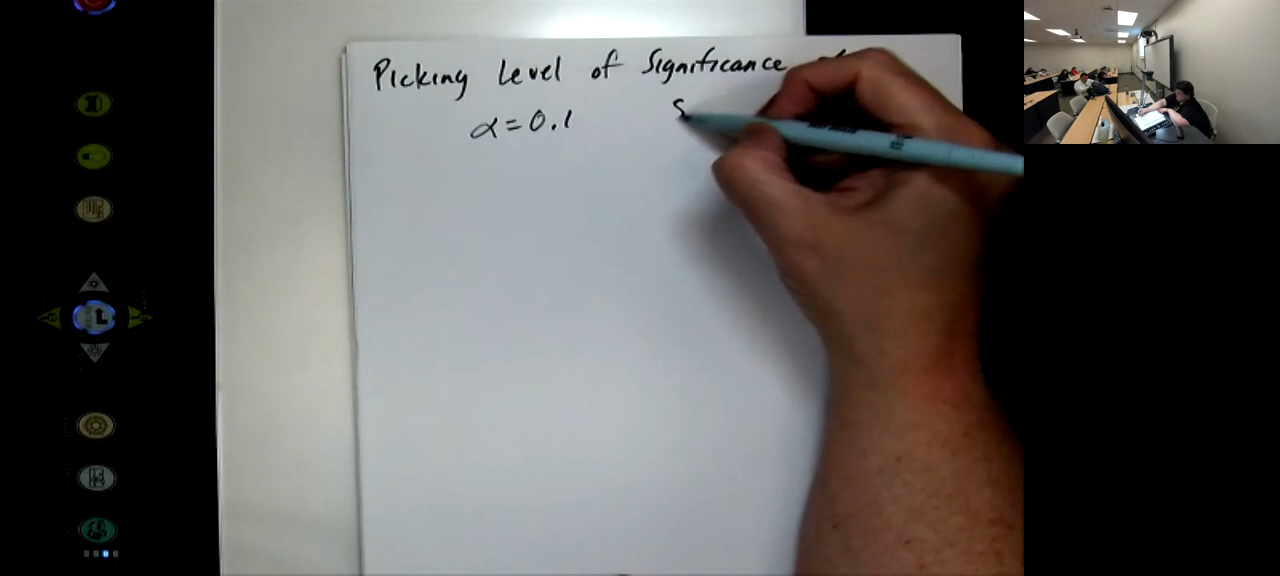 Picking Level of Significance
α = 0.1 S